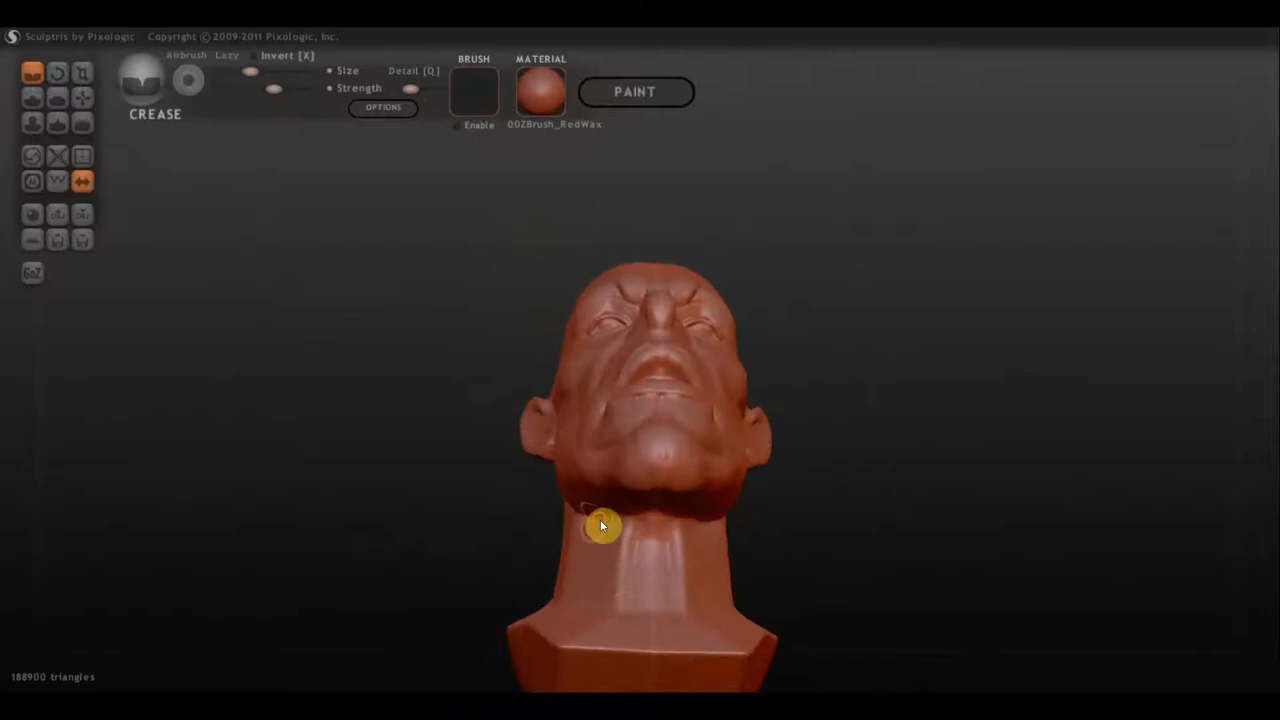 Sculptris by Pixologic Copyright © 2009-2011 Pixologic, Inc.
Airbrush Lazy Invert [X]
Size Detail [Q]
Strength
OPTIONS
CREASE
BRUSH
Enable
MATERIAL
00ZBrush_RedWax
PAINT
GoZ
188900 triangles